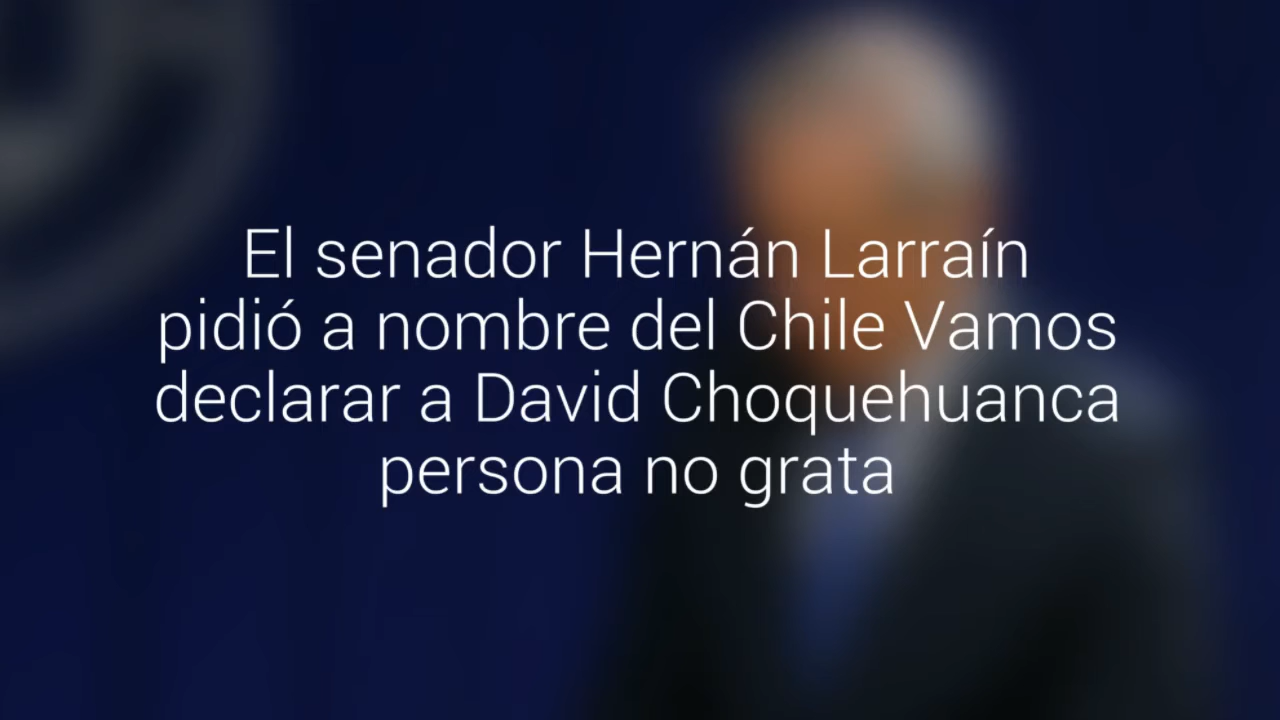 El senador Hernán Larraín
pidió a nombre del Chile Vamos
declarar a David Choquehuanca
persona no grata